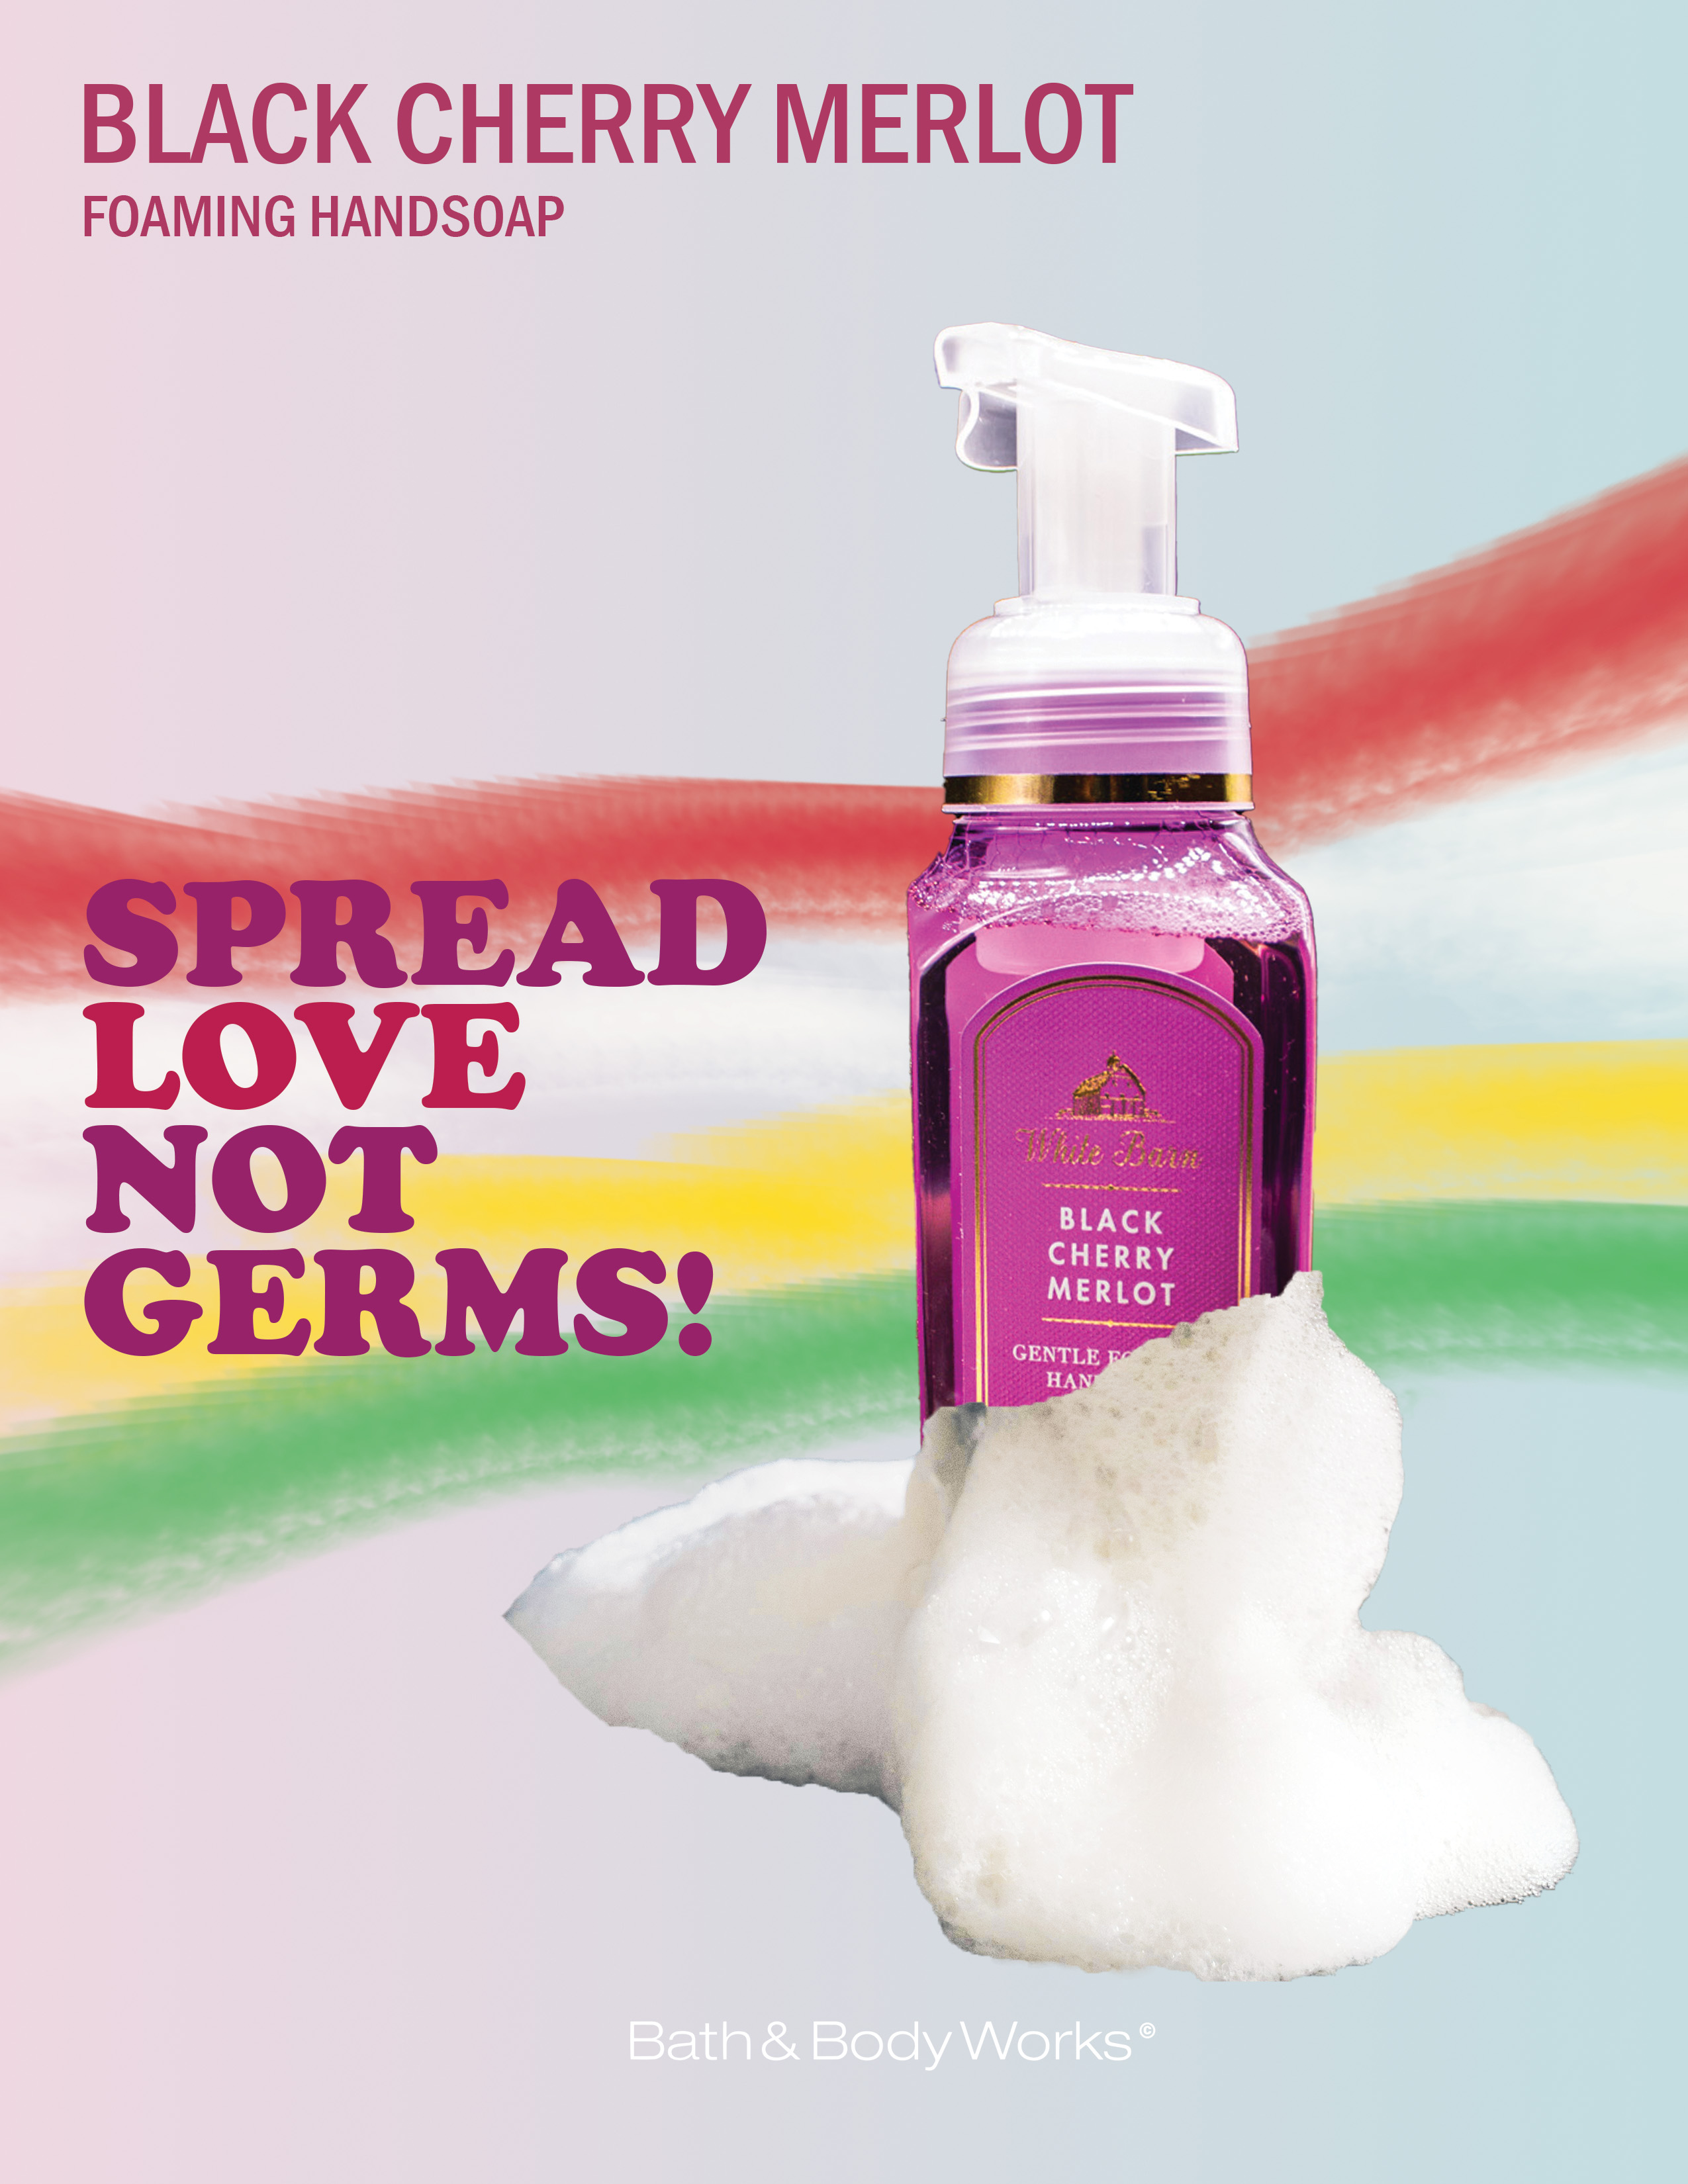 BLACK CHERRY MERLOT
FOAMING HANDSOAP
SPREAD
LOVE
NOT
GERMS!
White Barn
BLACK
CHERRY
MERLOT
GENTLE
Bath & Body Works ©